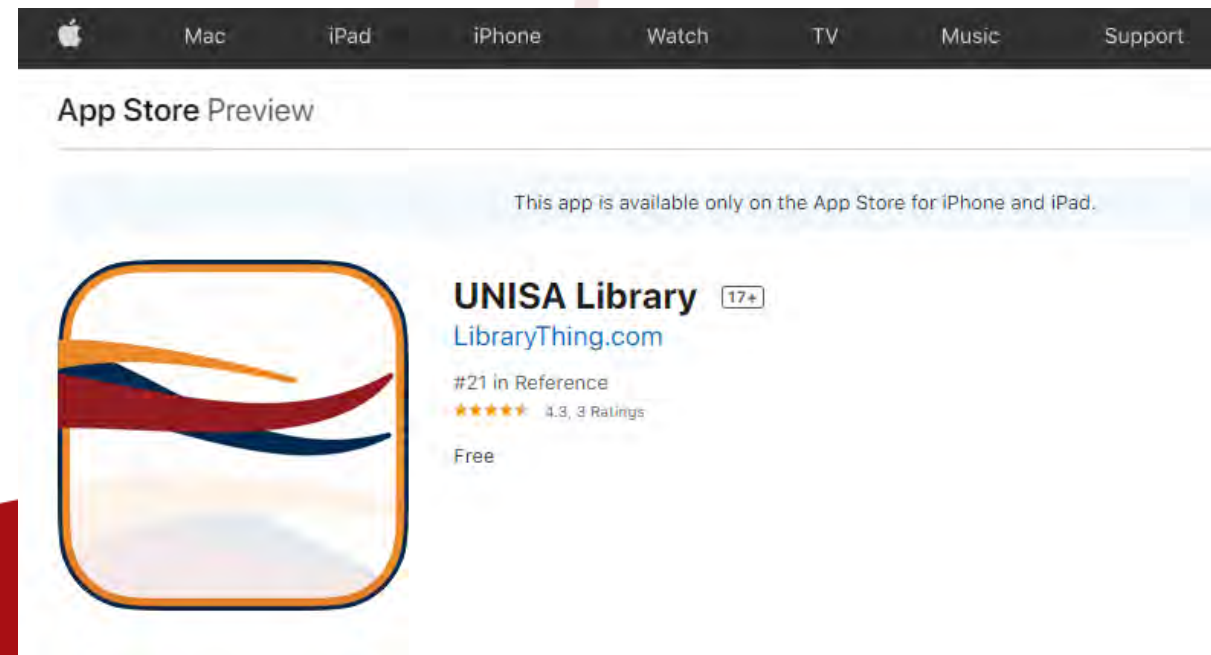 Mac iPad iPhone Watch TV Music Support
App Store Preview
This app is available only on the App Store for iPhone and iPad.
UNISA Library 17+
LibraryThing.com
#21 in Reference
4.3, 3 Ratings
Free